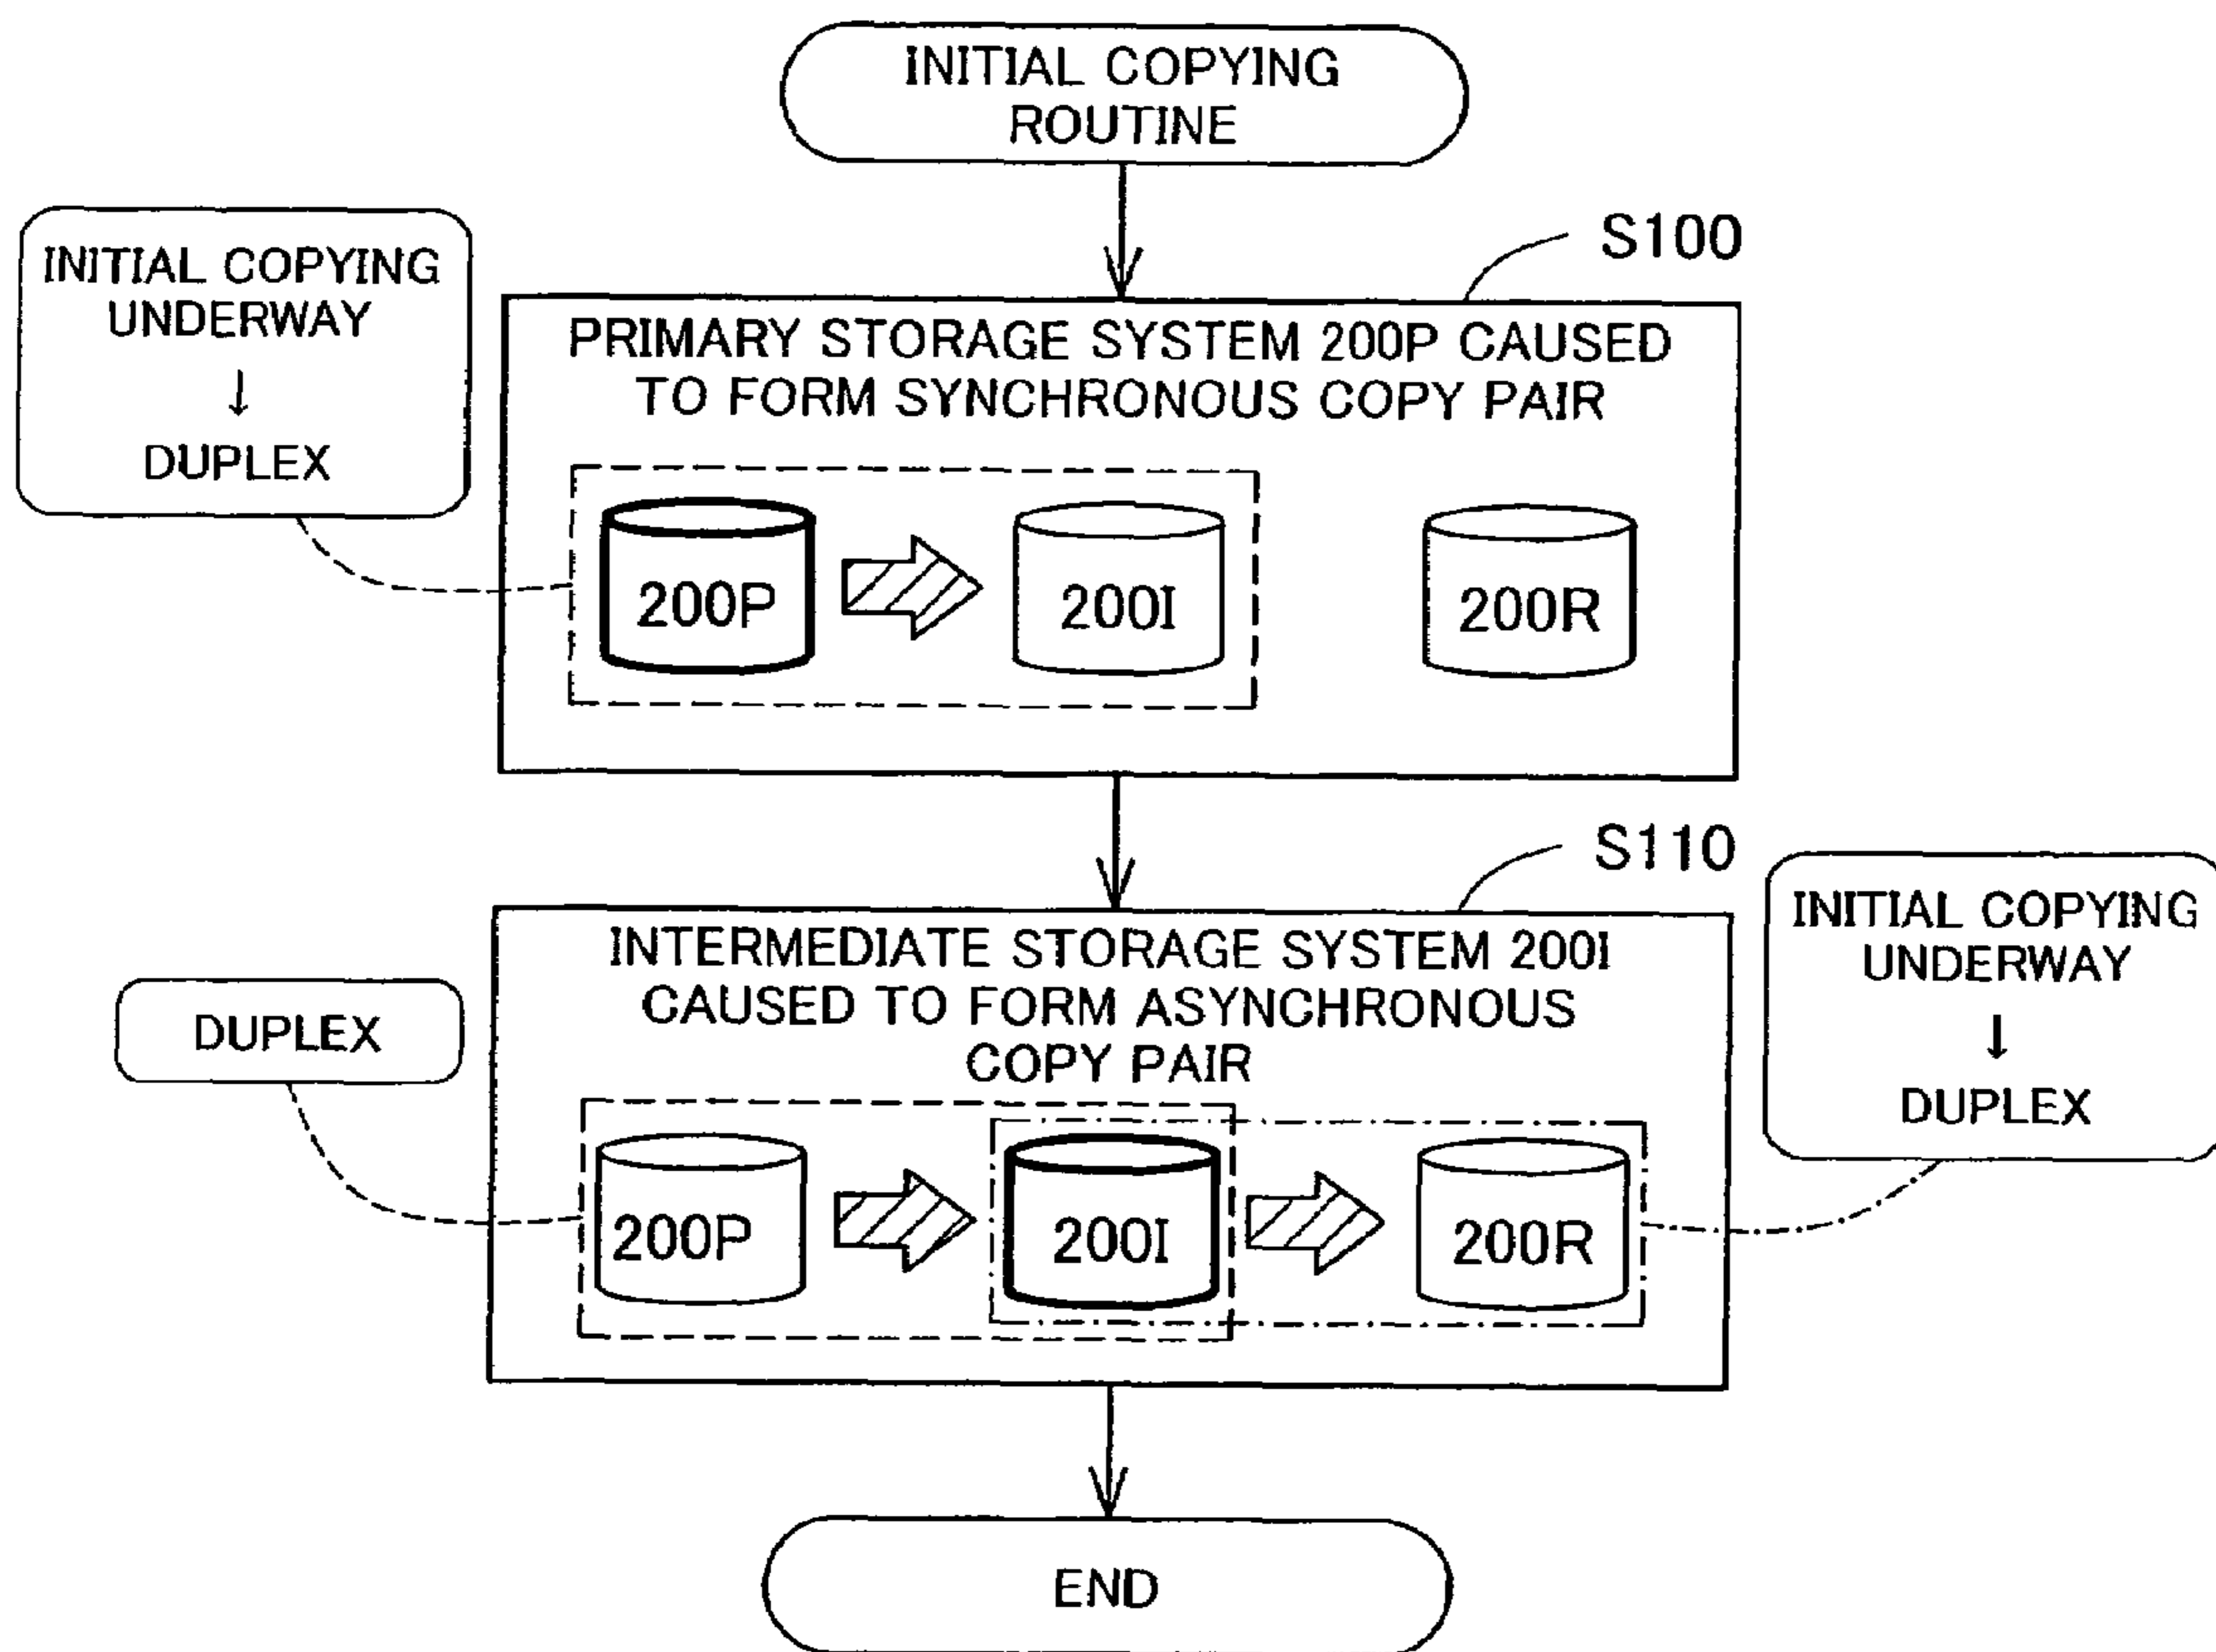 INITIAL COPYING
ROUTINE
INITIAL COPYING
UNDERWAY
↓
DUPLEX
S100
PRIMARY STORAGE SYSTEM 200P CAUSED
TO FORM SYNCHRONOUS COPY PAIR
200P
200I
200R
S110
INTERMEDIATE STORAGE SYSTEM 200I
CAUSED TO FORM ASYNCHRONOUS
COPY PAIR
INITIAL COPYING
UNDERWAY
↓
DUPLEX
DUPLEX
200P
200I
200R
END